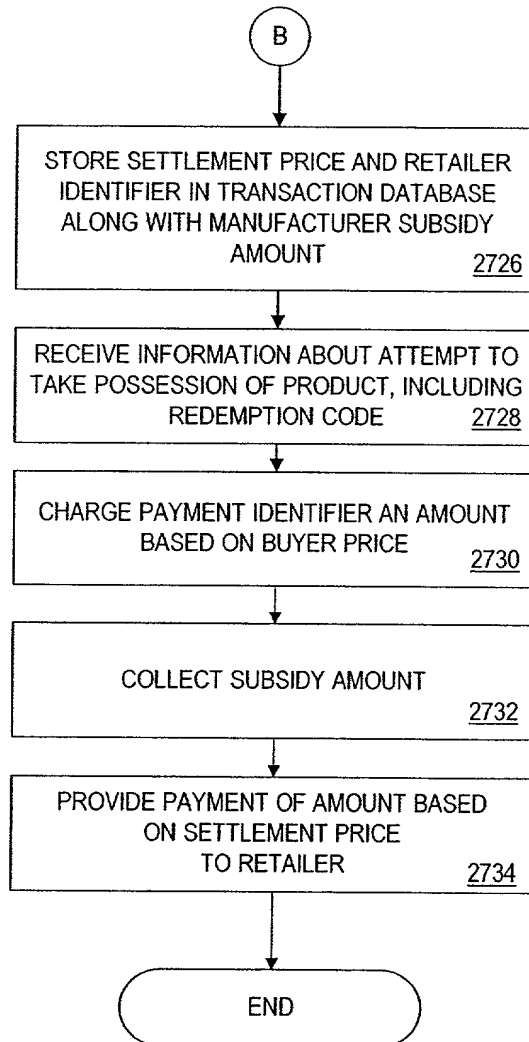 B
STORE SETTLEMENT PRICE AND RETAILER
IDENTIFIER IN TRANSACTION DATABASE
ALONG WITH MANUFACTURER SUBSIDY
AMOUNT
2726
RECEIVE INFORMATION ABOUT ATTEMPT TO
TAKE POSSESSION OF PRODUCT, INCLUDING
REDEMPTION CODE
2728
CHARGE PAYMENT IDENTIFIER AN AMOUNT
BASED ON BUYER PRICE
2730
COLLECT SUBSIDY AMOUNT
2732
PROVIDE PAYMENT OF AMOUNT BASED
ON SETTLEMENT PRICE
TO RETAILER
2734
END